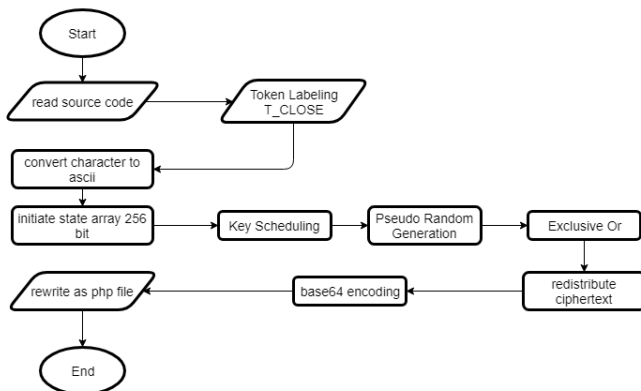 Start
read source code
Token Labeling
T_CLOSE
convert character to
ascii
initiate state array 256
bit
Key Scheduling
Pseudo Random
Generation
Exclusive Or
redistribute
ciphertext
base64 encoding
rewrite as php file
End